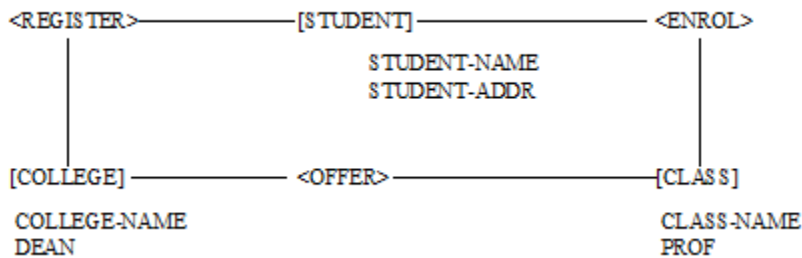 <REGISTER> [STUDENT] <ENROL>
STUDENT-NAME
STUDENT-ADDR
[COLLEGE] <OFFER> [CLASS]
COLLEGE-NAME CLASS-NAME
DEAN PROF